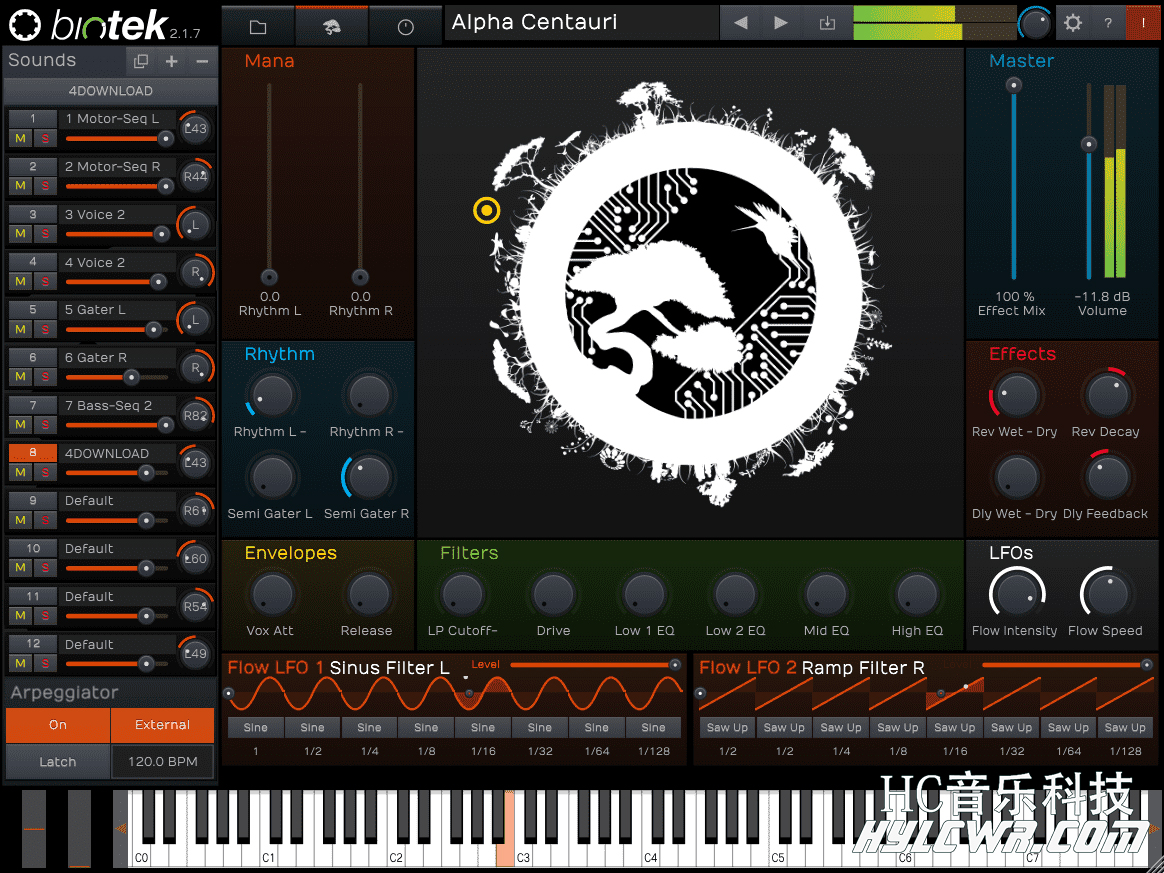 biotek 2.1.7
Alpha Centauri
?
!
Sounds
4DOWNLOAD
1
1 Motor-Seq L
L43
M S
2
2 Motor-Seq R
R44
M S
3
3 Voice 2
L
M S
4
4 Voice 2
R
M S
5
5 Gater L
L
M S
6
6 Gater R
R
M S
7
7 Bass-Seq 2
R82
M S
8
4DOWNLOAD
L43
M S
9
Default
R61
M S
10
Default
L60
M S
11
Default
R54
M S
12
Default
L49
M S
Arpeggiator
On
External
Latch
120.0 BPM
Mana
0.0
0.0
Rhythm L
Rhythm R
Rhythm
Rhythm L -
Rhythm R -
Semi Gater L
Semi Gater R
Master
100 %
-11.8 dB
Effect Mix
Volume
Effects
Rev Wet - Dry
Rev Decay
Dly Wet - Dry
Dly Feedback
Envelopes
Vox Att
Release
Filters
LP Cutoff-
Drive
Low 1 EQ
Low 2 EQ
Mid EQ
High EQ
LFOs
Flow Intensity
Flow Speed
Flow LFO 1 Sinus Filter L
Level
Sine Sine Sine Sine Sine Sine Sine Sine
1 1/2 1/4 1/8 1/16 1/32 1/64 1/128
Flow LFO 2 Ramp Filter R
Level
Saw Up Saw Up Saw Up Saw Up Saw Up Saw Up Saw Up Saw Up
1/2 1/2 1/4 1/8 1/16 1/32 1/64 1/128
C0 C1 C2 C3 C4 C5 C6 C7
HC音乐科技
HYLCWR.COM